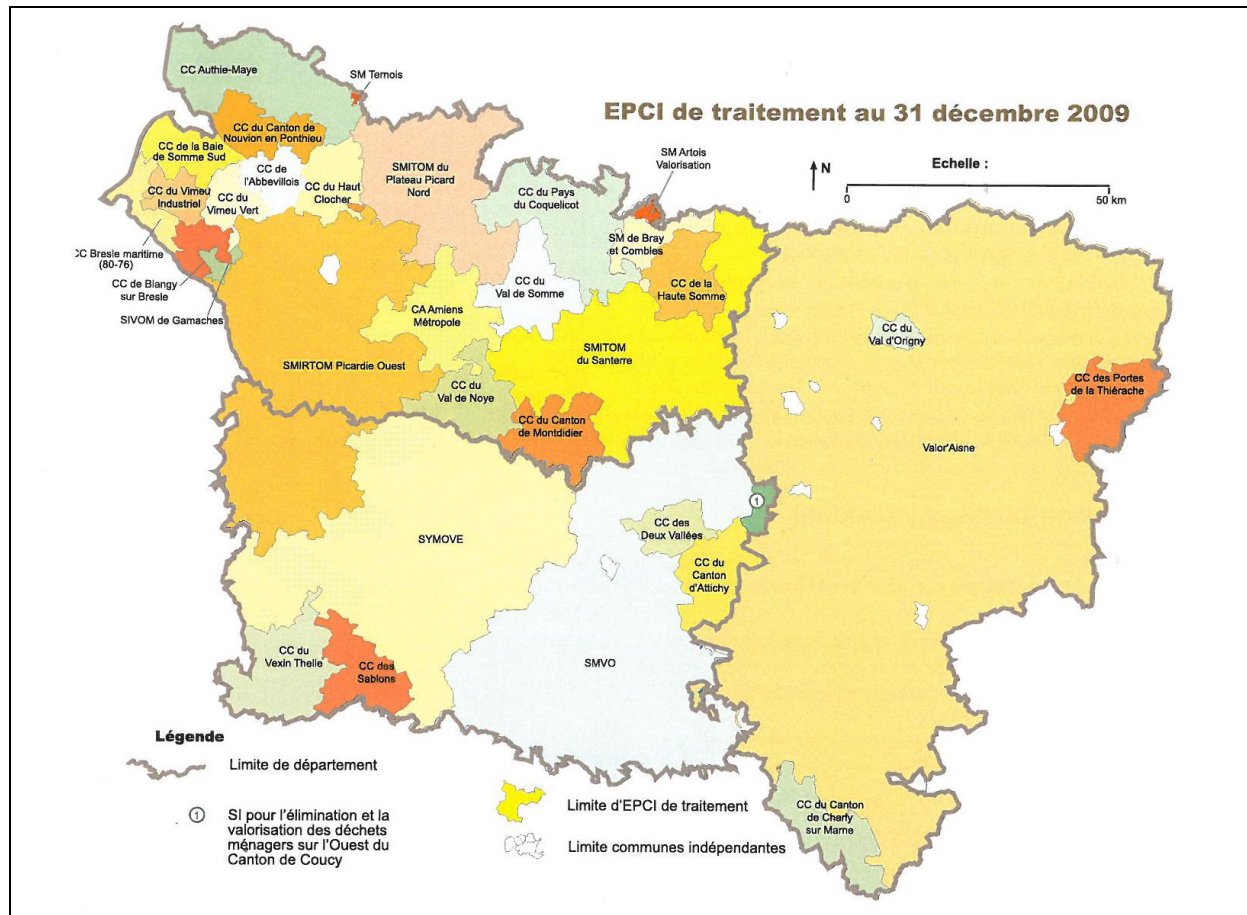 EPCI de traitement au 31 décembre 2009
CC Authie-Maye
SM Ternois
CC du Canton de
Nouvion en Ponthieu
CC de la Baie
de Somme Sud
CC de
l'Abbevillois
CC du Haut
Clocher
SMITOM du
Plateau Picard
Nord
SM Artois
Valorisation
N
Echelle :
0
50 km
CC du Vimeu
Industriel
CC du
Vimeu Vert
CC du Pays
du Coquelicot
SM de Bray
et Combles
CC Bresle maritime
(80-76)
CC de Blangy
sur Bresle
SIVOM de Gamaches
CC du
Val de Somme
CC de la
Haute Somme
CA Amiens
Métropole
SMIRTOM Picardie Ouest
SMITOM
du Santerre
CC du
Val d'Origny
CC du
Val de Noye
CC des Portes
de la Thiérache
CC du Canton
de Montdidier
Valor'Aisne
1
SYMOVE
CC des
Deux Vallées
CC du
Canton
d'Attichy
CC du
Vexin Thelle
CC des
Sablons
SMVO
CC du Canton
de Charly
sur Marne
Légende
Limite de département
1 SI pour l'élimination et la
valorisation des déchets
ménagers sur l'Ouest du
Canton de Coucy
Limite d'EPCI de traitement
Limite communes indépendantes